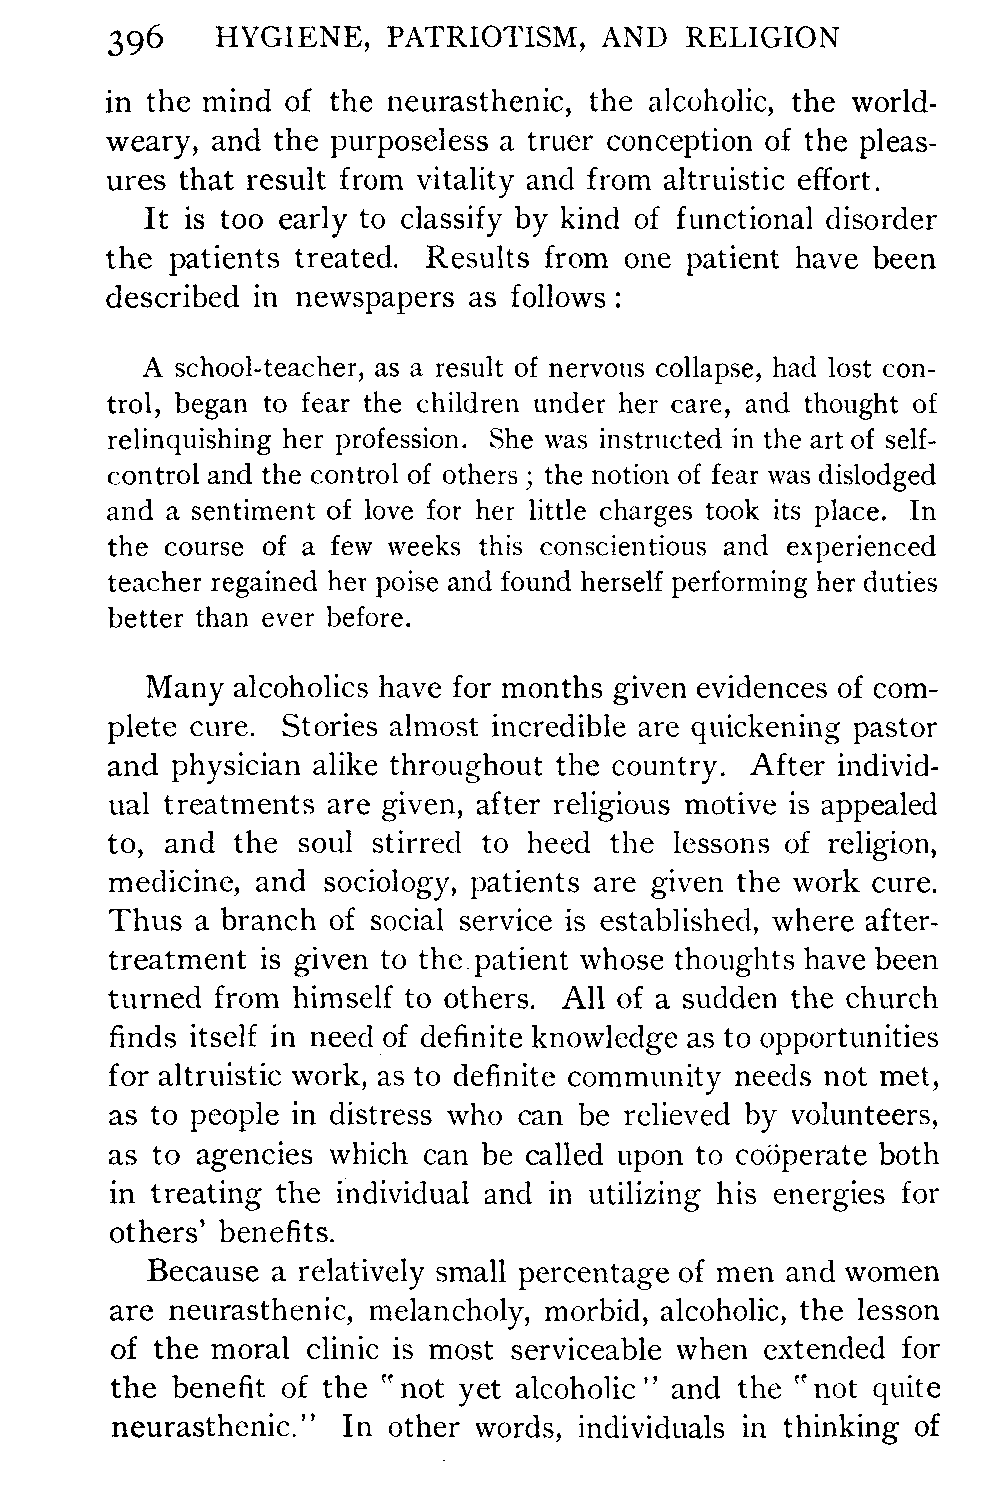 396 HYGIENE, PATRIOTISM, AND RELIGION
in the mind of the neurasthenic, the alcoholic, the world-
weary, and the purposeless a truer conception of the pleas-
ures that result from vitality and from altruistic effort.
It is too early to classify by kind of functional disorder
the patients treated. Results from one patient have been
described in newspapers as follows :
A school-teacher, as a result of nervous collapse, had lost con-
trol, began to fear the children under her care, and thought of
relinquishing her profession. She was instructed in the art of self-
control and the control of others ; the notion of fear was dislodged
and a sentiment of love for her little charges took its place. In
the course of a few weeks this conscientious and experienced
teacher regained her poise and found herself performing her duties
better than ever before.
Many alcoholics have for months given evidences of com-
plete cure. Stories almost incredible are quickening pastor
and physician alike throughout the country. After individ-
ual treatments are given, after religious motive is appealed
to, and the soul stirred to heed the lessons of religion,
medicine, and sociology, patients are given the work cure.
Thus a branch of social service is established, where after-
treatment is given to the patient whose thoughts have been
turned from himself to others. All of a sudden the church
finds itself in need of definite knowledge as to opportunities
for altruistic work, as to definite community needs not met,
as to people in distress who can be relieved by volunteers,
as to agencies which can be called upon to coöperate both
in treating the individual and in utilizing his energies for
others' benefits.
Because a relatively small percentage of men and women
are neurasthenic, melancholy, morbid, alcoholic, the lesson
of the moral clinic is most serviceable when extended for
the benefit of the "not yet alcoholic" and the "not quite
neurasthenic." In other words, individuals in thinking of